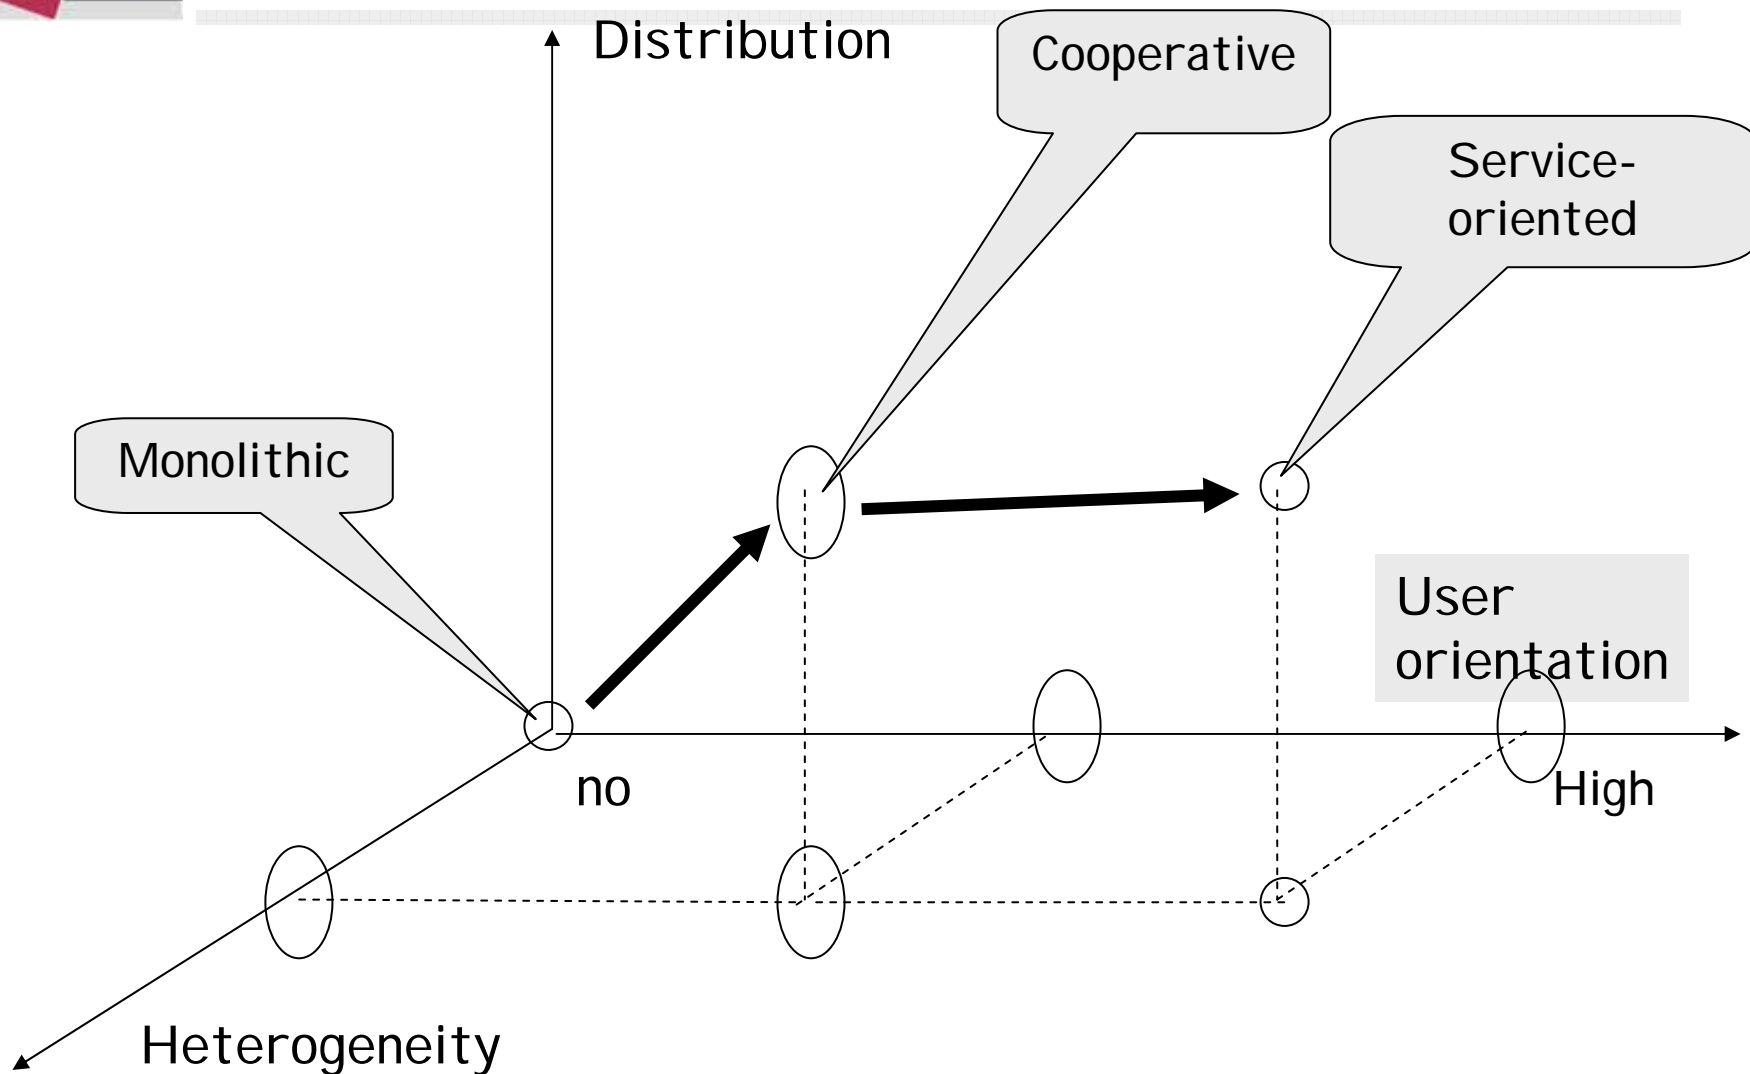 Distribution
Cooperative
Service-
oriented
Monolithic
User
orientation
no
High
Heterogeneity